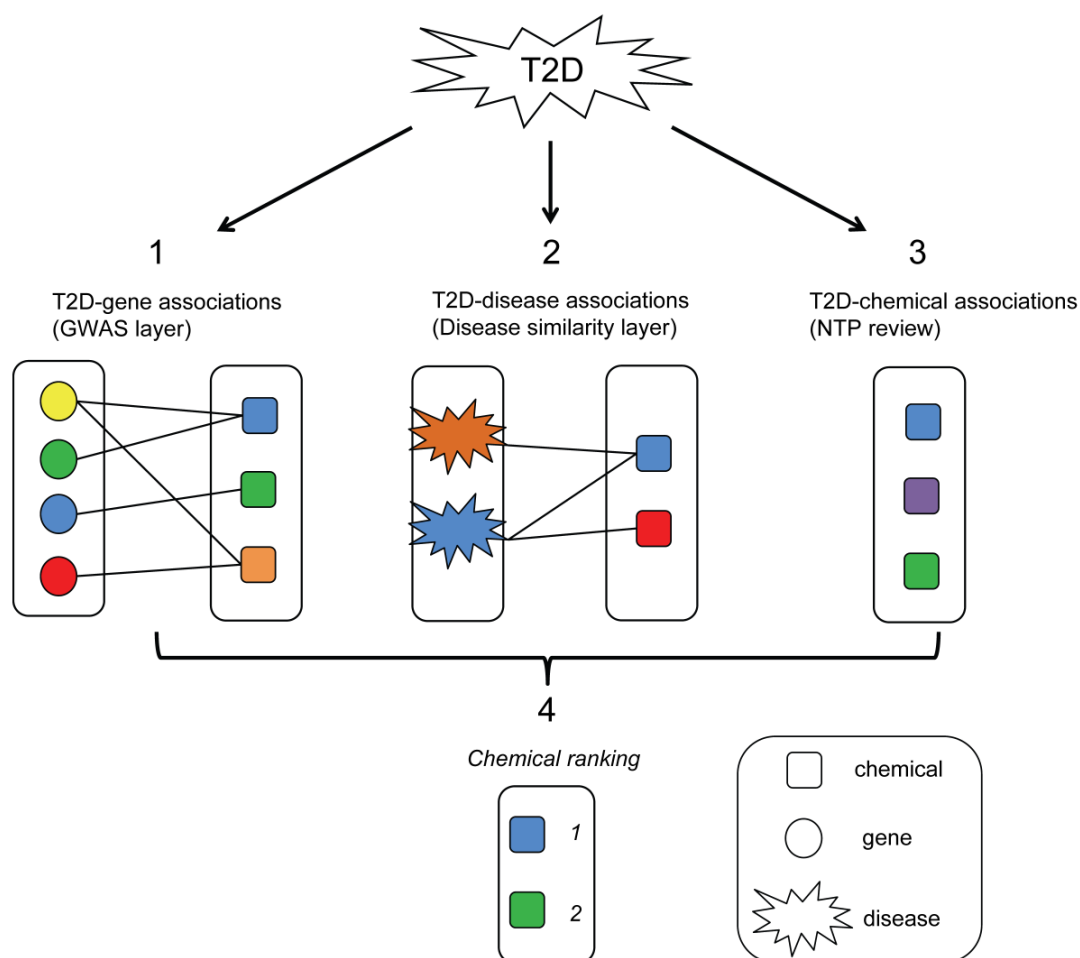 T2D
1
2
3
T2D-gene associations
(GWAS layer)
T2D-disease associations
(Disease similarity layer)
T2D-chemical associations
(NTP review)
4
Chemical ranking
1
2
chemical
gene
disease